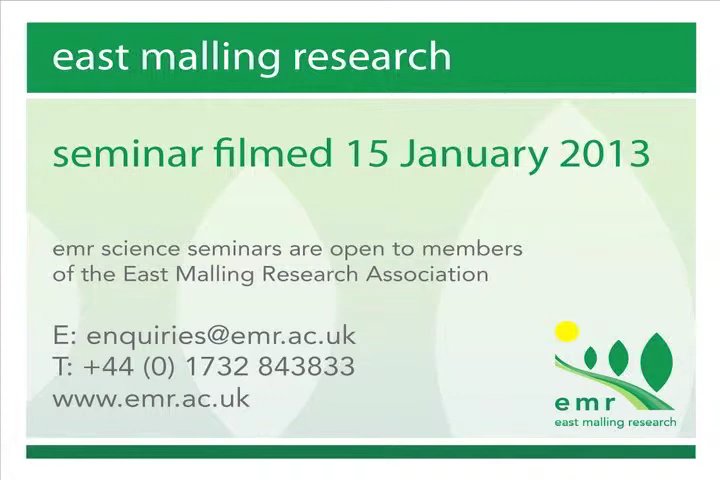 east malling research
seminar filmed 15 January 2013
emr science seminars are open to members
of the East Malling Research Association
E: enquiries@emr.ac.uk
T: +44 (0) 1732 843833
www.emr.ac.uk
emr
east malling research